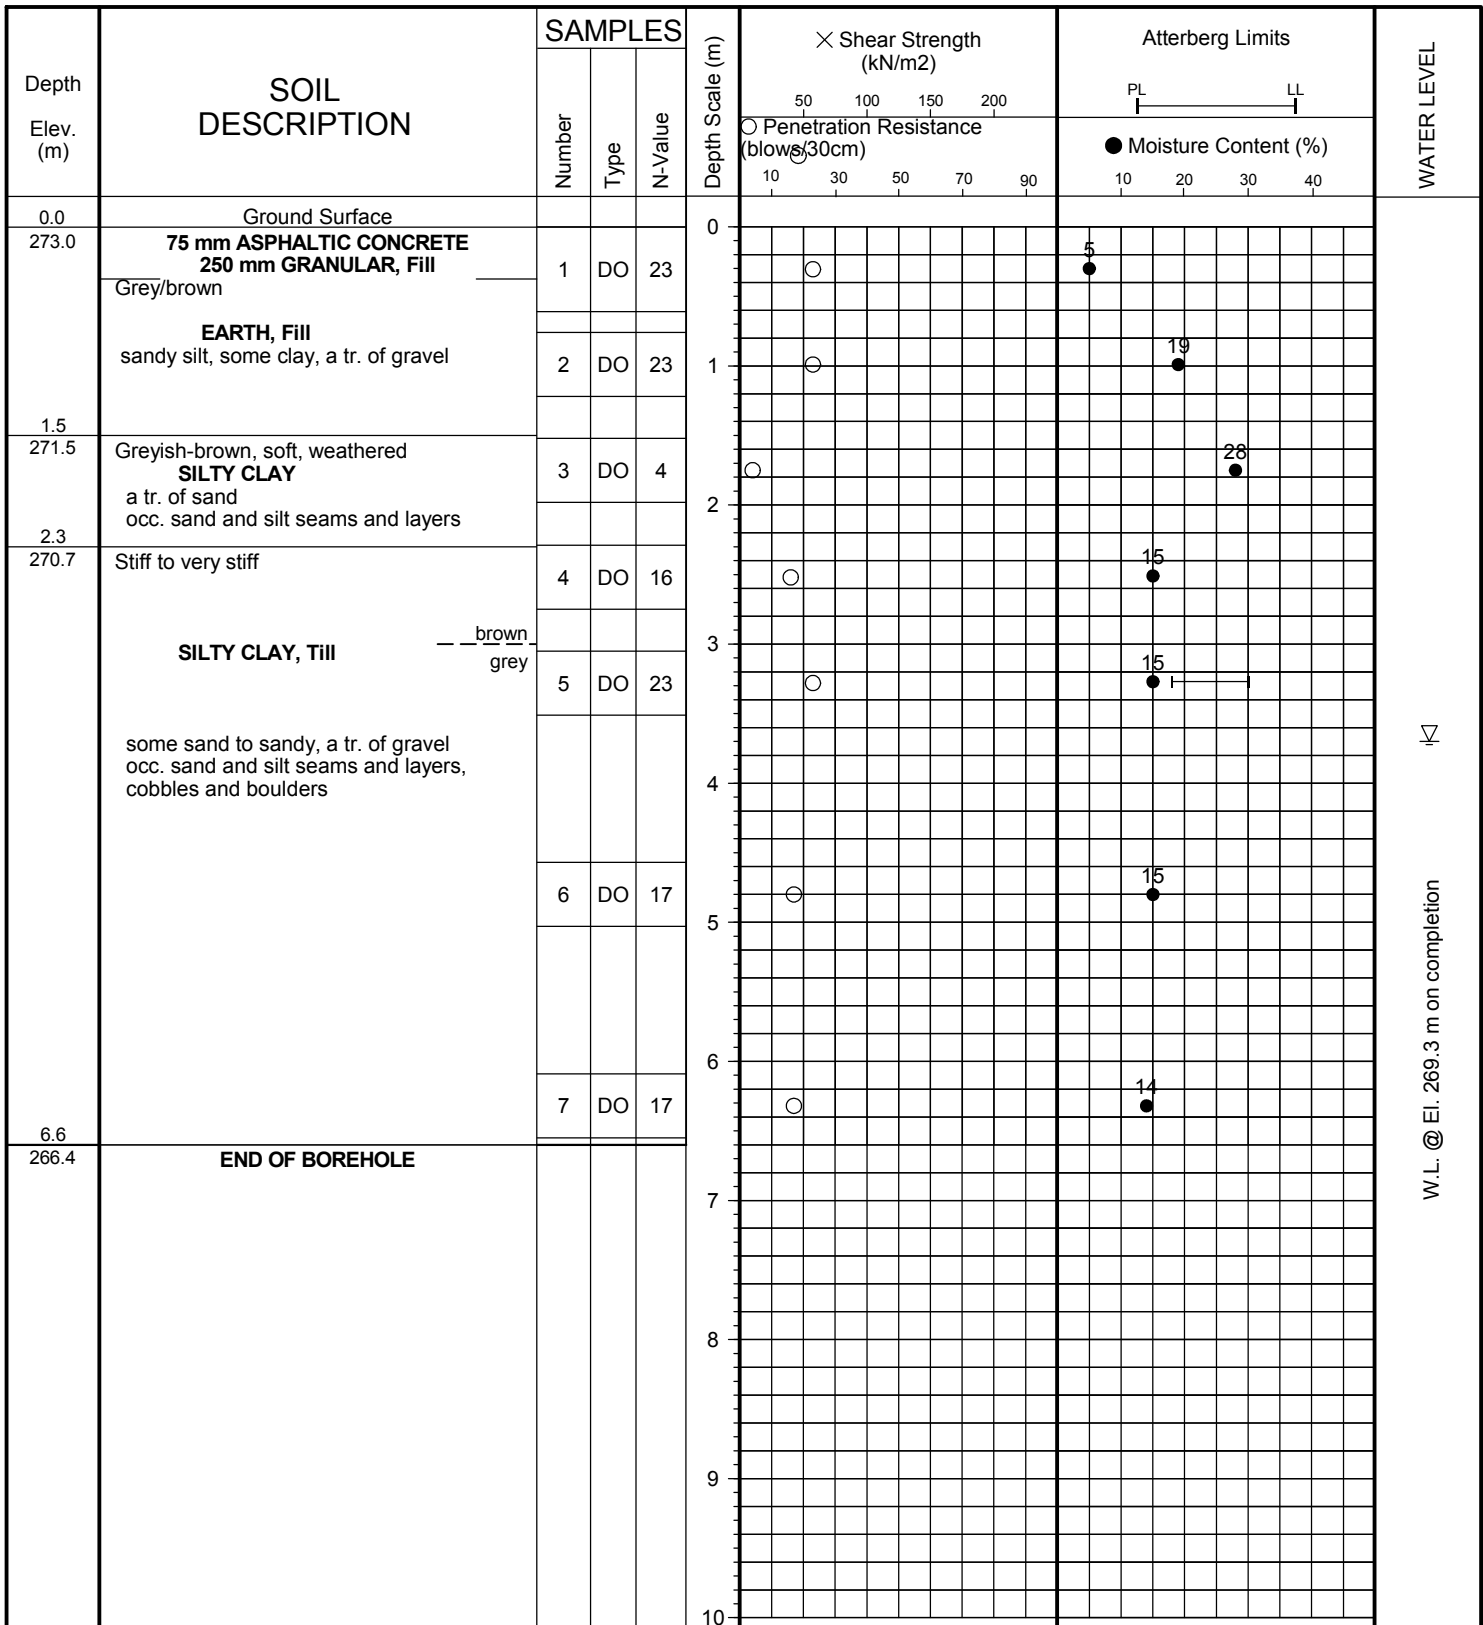 Depth
Elev.
(m)
SOIL
DESCRIPTION
SAMPLES
Number
Type
N-Value
Depth Scale (m)
× Shear Strength
(kN/m2)
50 100 150 200
Penetration Resistance
(blows/30cm)
10 30 50 70 90
Atterberg Limits
PL LL
Moisture Content (%)
10 20 30 40
WATER LEVEL
0.0
Ground Surface
273.0
75 mm ASPHALTIC CONCRETE
250 mm GRANULAR, Fill
Grey/brown
EARTH, Fill
sandy silt, some clay, a tr. of gravel
1.5
271.5
Greyish-brown, soft, weathered
SILTY CLAY
a tr. of sand
occ. sand and silt seams and layers
2.3
270.7
Stiff to very stiff
brown
SILTY CLAY, Till
grey
some sand to sandy, a tr. of gravel
occ. sand and silt seams and layers,
cobbles and boulders
6.6
266.4
END OF BOREHOLE
1 DO 23
2 DO 23
3 DO 4
4 DO 16
5 DO 23
6 DO 17
7 DO 17
0
1
2
3
4
5
6
7
8
9
10
5
19
28
15
15
15
14
W.L. @ El. 269.3 m on completion